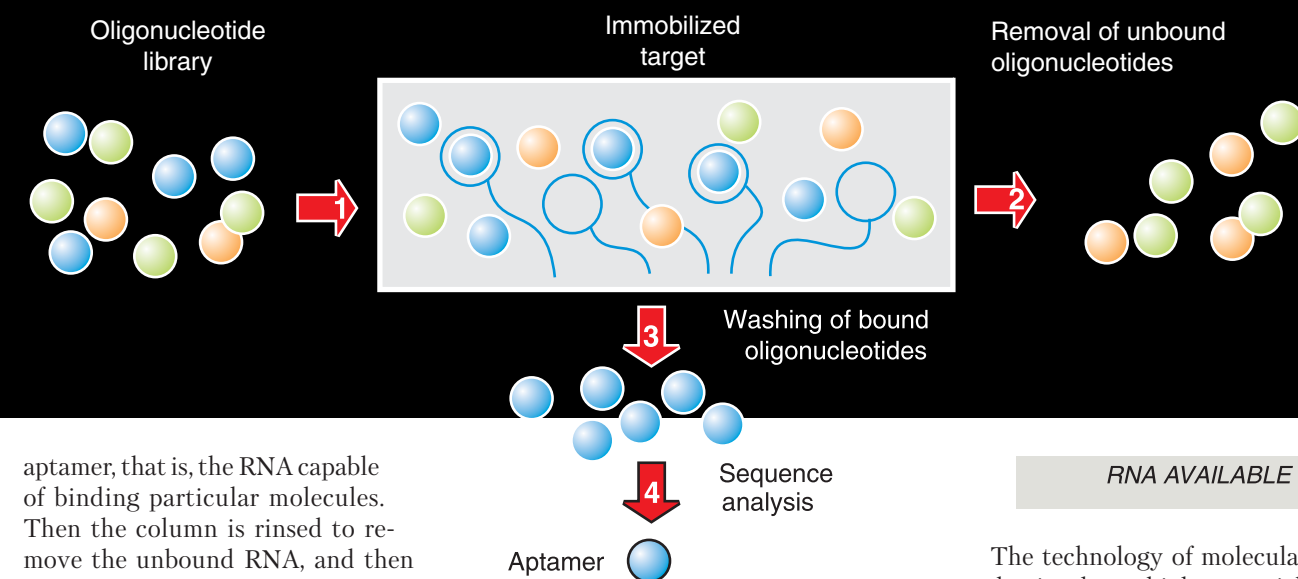 Oligonucleotide
library
Immobilized
target
Removal of unbound
oligonucleotides
1
2
3
Washing of bound
oligonucleotides
4
Sequence
analysis
Aptamer
aptamer, that is, the RNA capable
of binding particular molecules.
Then the column is rinsed to re-
move the unbound RNA, and then
RNA AVAILABLE
The technology of molecula